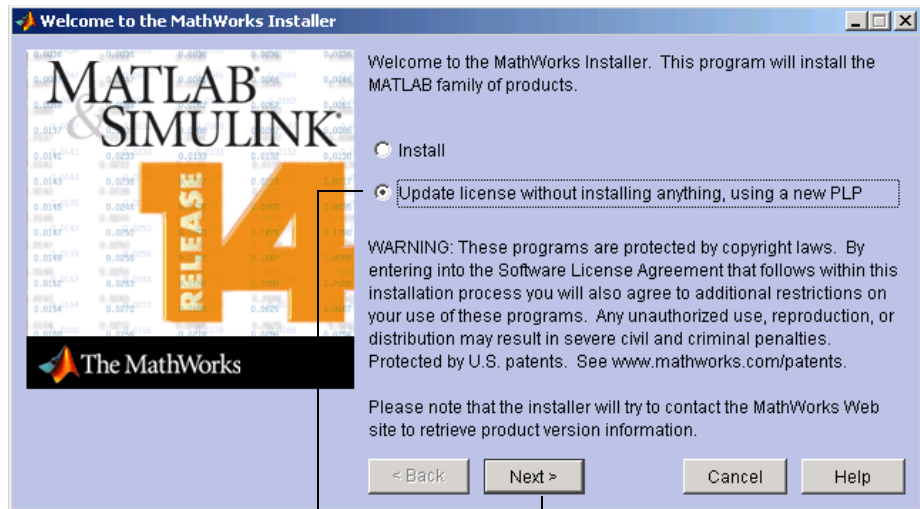 Welcome to the MathWorks Installer
MATLAB
& SIMULINK
RELEASE 14
The MathWorks
Welcome to the MathWorks Installer. This program will install the
MATLAB family of products.
Install
Update license without installing anything, using a new PLP
WARNING: These programs are protected by copyright laws. By
entering into the Software License Agreement that follows within this
installation process you will also agree to additional restrictions on
your use of these programs. Any unauthorized use, reproduction, or
distribution may result in severe civil and criminal penalties.
Protected by U.S. patents. See www.mathworks.com/patents.
Please note that the installer will try to contact the MathWorks Web
site to retrieve product version information.
< Back
Next >
Cancel
Help